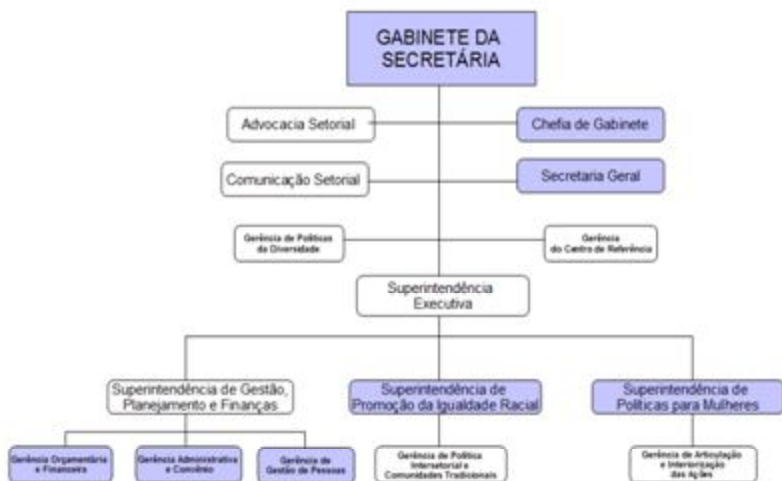 GABINETE DA
SECRETÁRIA
Advocacia Setorial
Chefia de Gabinete
Comunicação Setorial
Secretaria Geral
Gerência de Políticas
da Diversidade
Gerência
do Centro de Referência
Superintendência
Executiva
Superintendência de Gestão,
Planejamento e Finanças
Superintendência de
Promoção da Igualdade Racial
Superintendência de
Políticas para Mulheres
Gerência Orçamentária
e Financeira
Gerência Administrativa
e Convênio
Gerência de
Gestão de Pessoas
Gerência de Política
Intersetorial e
Comunidades Tradicionais
Gerência de Articulação
e Interiorização
das Ações